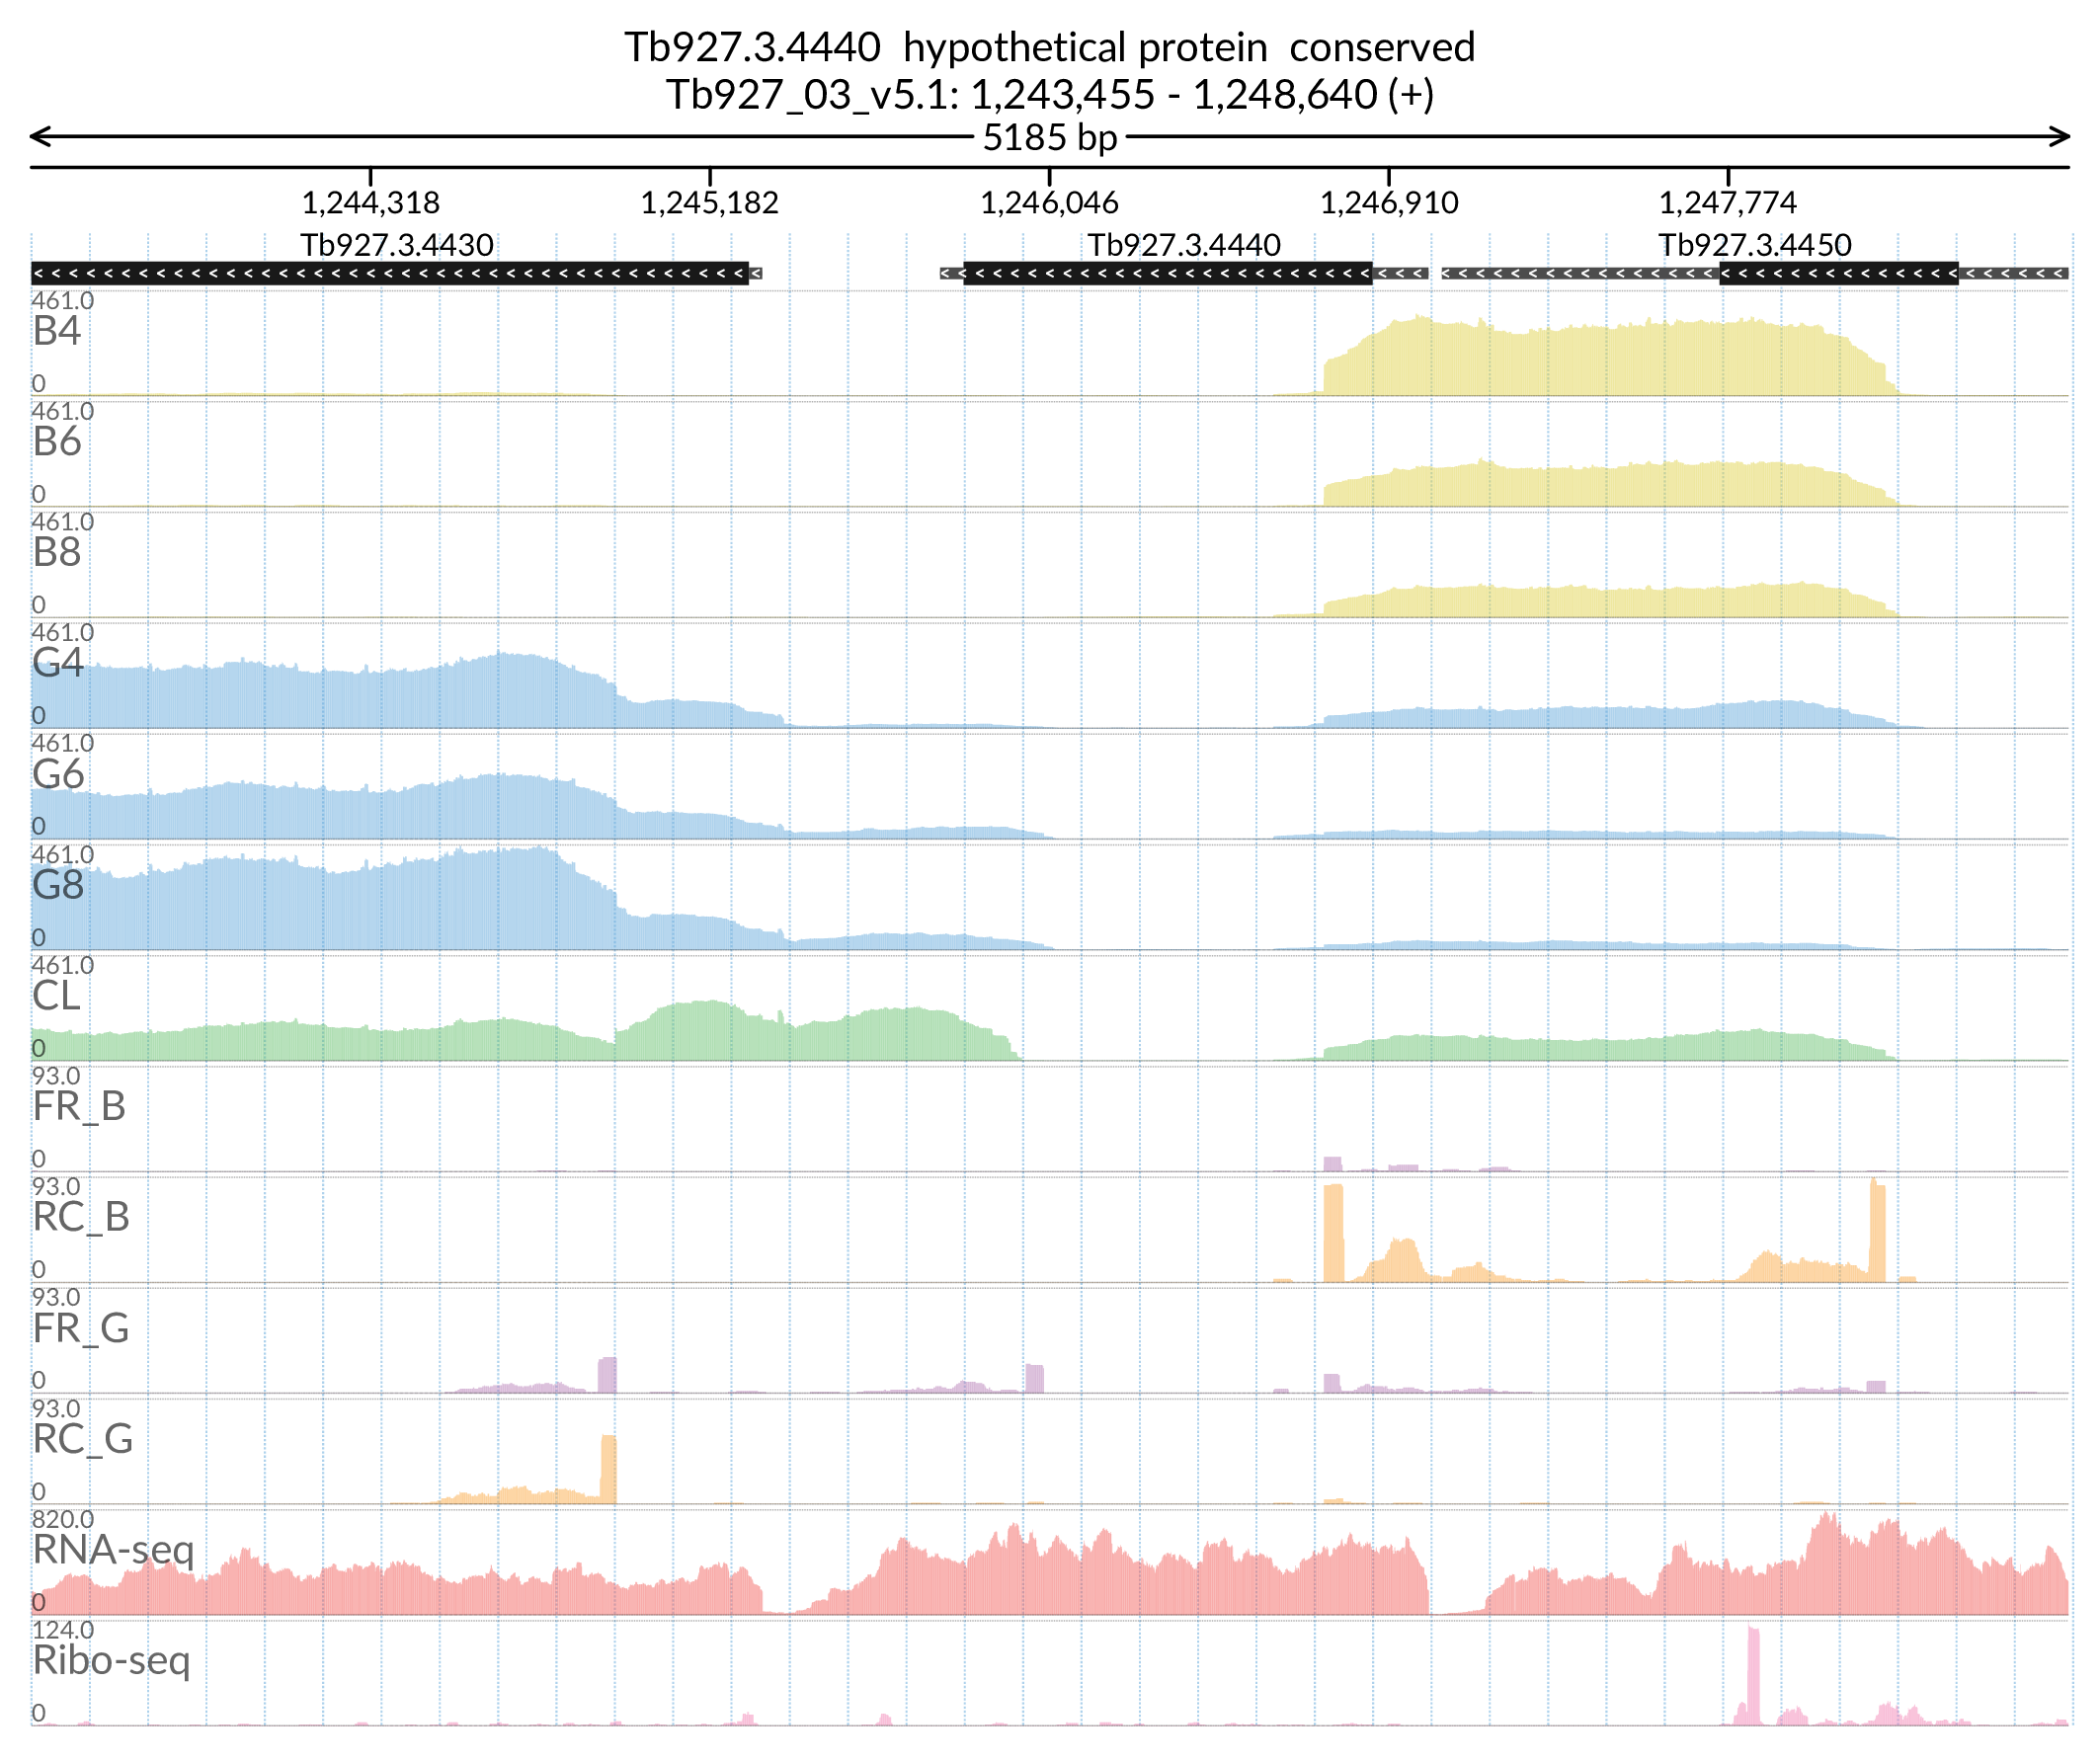 Tb927.3.4440  hypothetical protein  conserved
Tb927_03_v5.1: 1,243,455 - 1,248,640 (+)
5185 bp
1,244,318 1,245,182 1,246,046 1,246,910 1,247,774
Tb927.3.4430 Tb927.3.4440 Tb927.3.4450
461.0
B4
0
461.0
B6
0
461.0
B8
0
461.0
G4
0
461.0
G6
0
461.0
G8
0
461.0
CL
0
93.0
FR_B
0
93.0
RC_B
0
93.0
FR_G
0
93.0
RC_G
0
820.0
RNA-seq
0
124.0
Ribo-seq
0